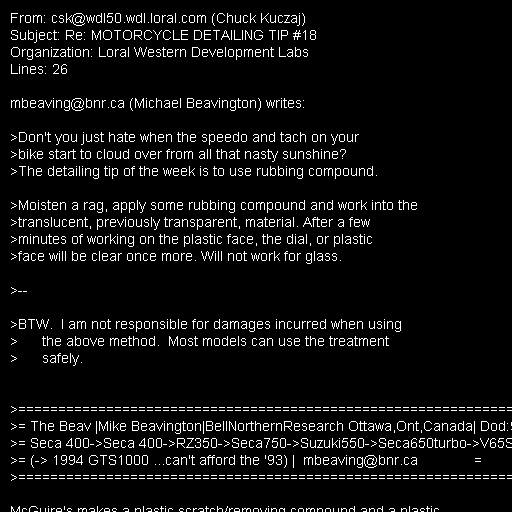 From: csk@wdl50.wdl.loral.com (Chuck Kuczaj)
Subject: Re: MOTORCYCLE DETAILING TIP #18
Organization: Loral Western Development Labs
Lines: 26

mbeaving@bnr.ca (Michael Beavington) writes:

>Don't you just hate when the speedo and tach on your
>bike start to cloud over from all that nasty sunshine?
>The detailing tip of the week is to use rubbing compound.

>Moisten a rag, apply some rubbing compound and work into the
>translucent, previously transparent, material. After a few
>minutes of working on the plastic face, the dial, or plastic
>face will be clear once more. Will not work for glass.

>--

>BTW.  I am not responsible for damages incurred when using
>      the above method.  Most models can use the treatment
>      safely.

>===============================================================
>= The Beav |Mike Beavington|BellNorthernResearch Ottawa,Ont,Canada| Dod:
>= Seca 400->Seca 400->RZ350->Seca750->Suzuki550->Seca650turbo->V65S
>= (-> 1994 GTS1000 ...can't afford the '93) |  mbeaving@bnr.ca              =
>===============================================================

McGuire's makes a plastic scratch/removing compound and a plastic